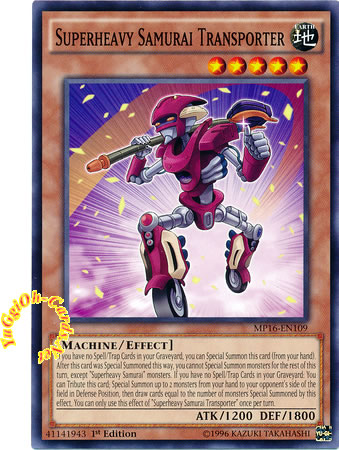 SUPERHEAVY SAMURAI TRANSPORTER
EARTH
地
MP16-EN109
[MACHINE/EFFECT]
If you have no Spell/Trap Cards in your Graveyard, you can Special Summon this card (from your hand).
After this card was Special Summoned this way, you cannot Special Summon monsters for the rest of this
turn, except "Superheavy Samurai" monsters. If you have no Spell/Trap Cards in your Graveyard: You
can Tribute this card; Special Summon up to 2 monsters from your hand to your opponent's side of the
field in Defense Position, then draw cards equal to the number of monsters Special Summoned by this
effect. You can only use this effect of "Superheavy Samurai Transporter" once per turn.
ATK/1200 DEF/1800
41141943 1st Edition ©1996 KAZUKI TAKAHASHI